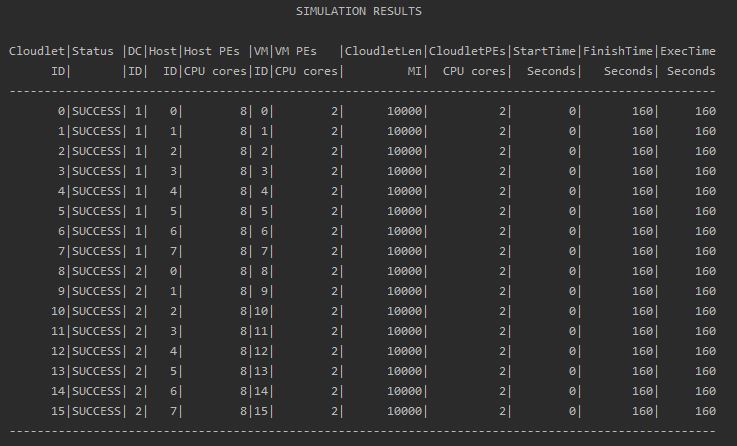 SIMULATION RESULTS
Cloudlet|Status |DC|Host|Host PEs |VM|VM PEs   |CloudletLen|CloudletPEs|StartTime|FinishTime|ExecTime
ID|       |ID|  ID|CPU cores|ID|CPU cores|         MI|  CPU cores|  Seconds|   Seconds| Seconds
----------------------------------------------------------------------------------------------------
0|SUCCESS| 1|   0|        8| 0|        2|      10000|          2|        0|       160|     160
1|SUCCESS| 1|   1|        8| 1|        2|      10000|          2|        0|       160|     160
2|SUCCESS| 1|   2|        8| 2|        2|      10000|          2|        0|       160|     160
3|SUCCESS| 1|   3|        8| 3|        2|      10000|          2|        0|       160|     160
4|SUCCESS| 1|   4|        8| 4|        2|      10000|          2|        0|       160|     160
5|SUCCESS| 1|   5|        8| 5|        2|      10000|          2|        0|       160|     160
6|SUCCESS| 1|   6|        8| 6|        2|      10000|          2|        0|       160|     160
7|SUCCESS| 1|   7|        8| 7|        2|      10000|          2|        0|       160|     160
8|SUCCESS| 2|   0|        8| 8|        2|      10000|          2|        0|       160|     160
9|SUCCESS| 2|   1|        8| 9|        2|      10000|          2|        0|       160|     160
10|SUCCESS| 2|   2|        8|10|        2|      10000|          2|        0|       160|     160
11|SUCCESS| 2|   3|        8|11|        2|      10000|          2|        0|       160|     160
12|SUCCESS| 2|   4|        8|12|        2|      10000|          2|        0|       160|     160
13|SUCCESS| 2|   5|        8|13|        2|      10000|          2|        0|       160|     160
14|SUCCESS| 2|   6|        8|14|        2|      10000|          2|        0|       160|     160
15|SUCCESS| 2|   7|        8|15|        2|      10000|          2|        0|       160|     160
----------------------------------------------------------------------------------------------------